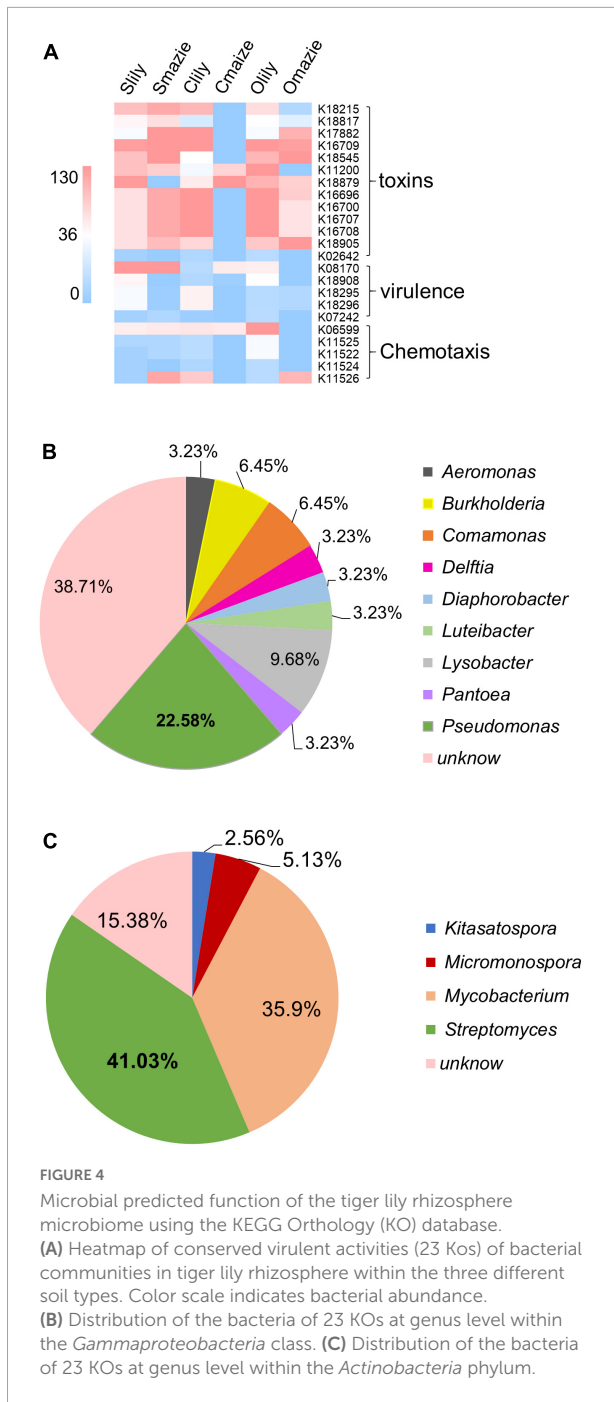 A
Slily Smazie Clily Cmaize Olily Omazie
130
36
0
K18215
K18817
K17882
K16709
K18545
K11200
K18879
K16696
K16700
K16707
K16708
K18905
K02642
K08170
K18908
K18295
K18296
K07242
K06599
K11525
K11522
K11524
K11526
toxins
virulence
Chemotaxis
B
3.23%
6.45%
6.45%
3.23%
3.23%
3.23%
9.68%
3.23%
22.58%
38.71%
Aeromonas
Burkholderia
Comamonas
Delftia
Diaphorobacter
Luteibacter
Lysobacter
Pantoea
Pseudomonas
unknow
C
2.56%
5.13%
35.9%
41.03%
15.38%
Kitasatospora
Micromonospora
Mycobacterium
Streptomyces
unknow
FIGURE 4
Microbial predicted function of the tiger lily rhizosphere
microbiome using the KEGG Orthology (KO) database.
(A) Heatmap of conserved virulent activities (23 Kos) of bacterial
communities in tiger lily rhizosphere within the three different
soil types. Color scale indicates bacterial abundance.
(B) Distribution of the bacteria of 23 KOs at genus level within
the Gammaproteobacteria class. (C) Distribution of the bacteria
of 23 KOs at genus level within the Actinobacteria phylum.